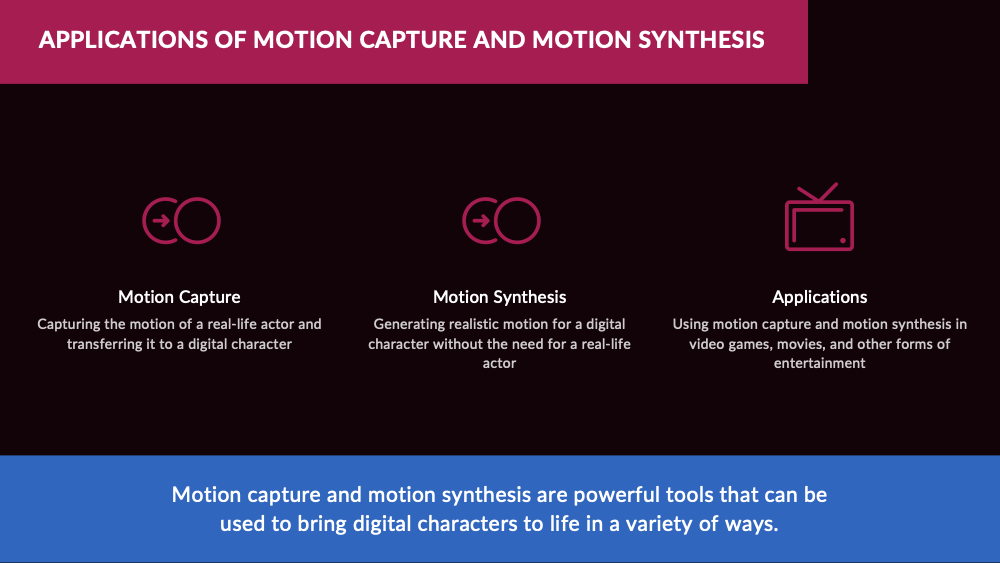 APPLICATIONS OF MOTION CAPTURE AND MOTION SYNTHESIS
Motion Capture
Capturing the motion of a real-life actor and
transferring it to a digital character
Motion Synthesis
Generating realistic motion for a digital
character without the need for a real-life
actor
Applications
Using motion capture and motion synthesis in
video games, movies, and other forms of
entertainment
Motion capture and motion synthesis are powerful tools that can be
used to bring digital characters to life in a variety of ways.